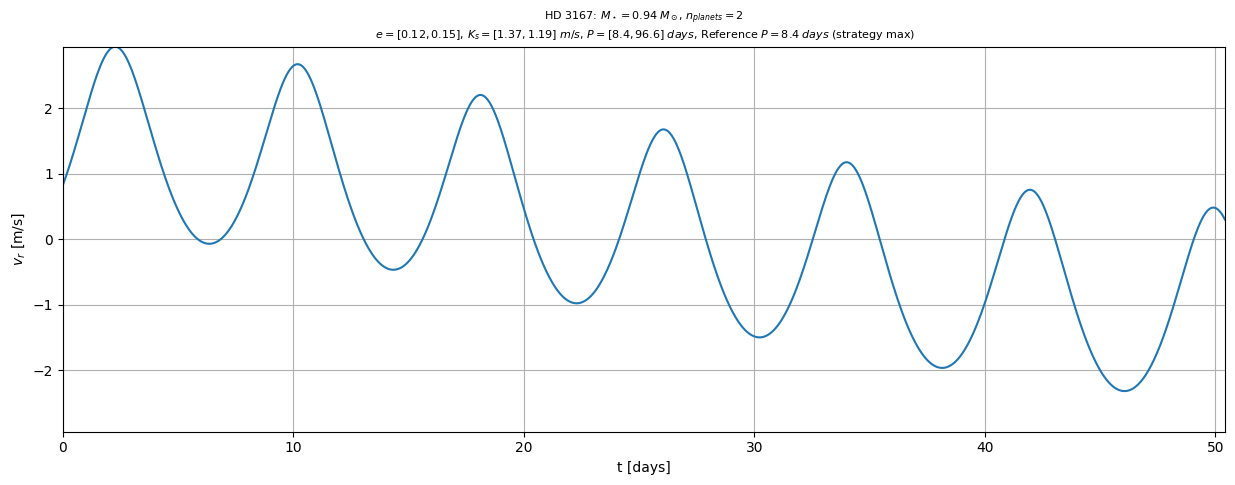 HD 3167: M⋆ = 0.94 M⊙, nplanets = 2
e = [0.12, 0.15], Ks = [1.37, 1.19] m/s, P = [8.4, 96.6] days, Reference P = 8.4 days (strategy max)
2
1
0
−1
−2
vr [m/s]
0 10 20 30 40 50
t [days]